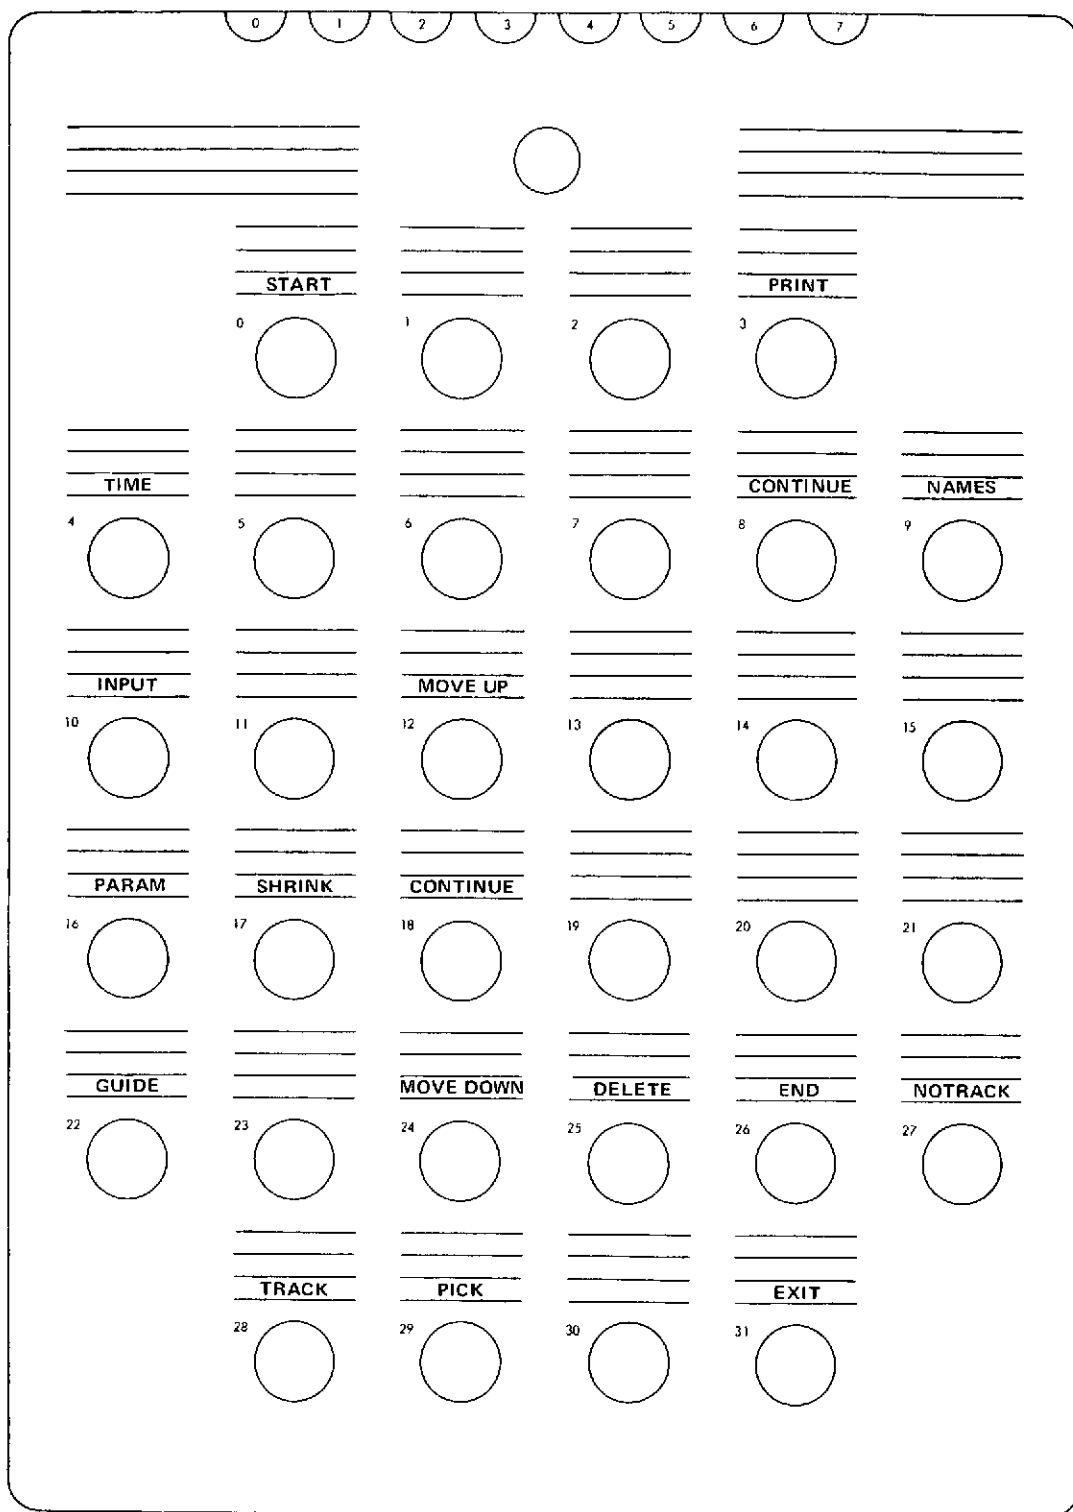 0 1 2 3 4 5 6 7
START PRINT
0 1 2 3
TIME CONTINUE NAMES
4 5 6 7 8 9
INPUT MOVE UP
10 11 12 13 14 15
PARAM SHRINK CONTINUE
16 17 18 19 20 21
GUIDE MOVE DOWN DELETE END NOTRACK
22 23 24 25 26 27
TRACK PICK EXIT
28 29 30 31